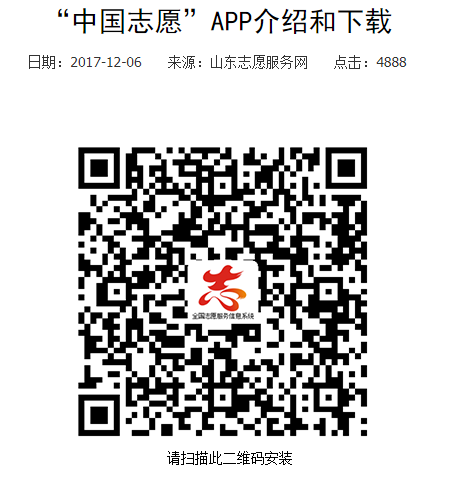 “中国志愿”APP介绍和下载
日期：2017-12-06 来源：山东志愿服务网 点击：4888
志
全国志愿服务信息系统
请扫描此二维码安装